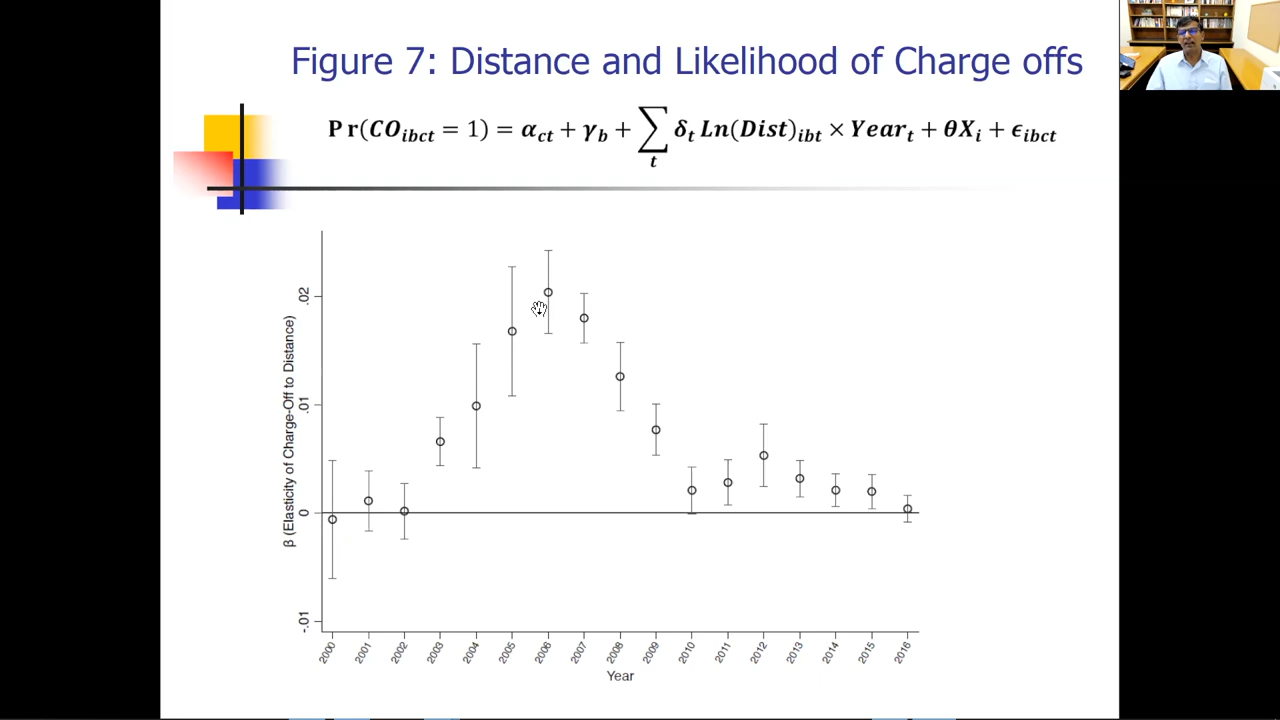 Figure 7: Distance and Likelihood of Charge offs
Pr(CO_ibct = 1) = α_ct + γ_b + ∑_t δ_t Ln(Dist)_ibt × Year_t + θX_i + ϵ_ibct
β (Elasticity of Charge-Off to Distance)
.02
.01
0
-.01
2000 2001 2002 2003 2004 2005 2006 2007 2008 2009 2010 2011 2012 2013 2014 2015 2016
Year